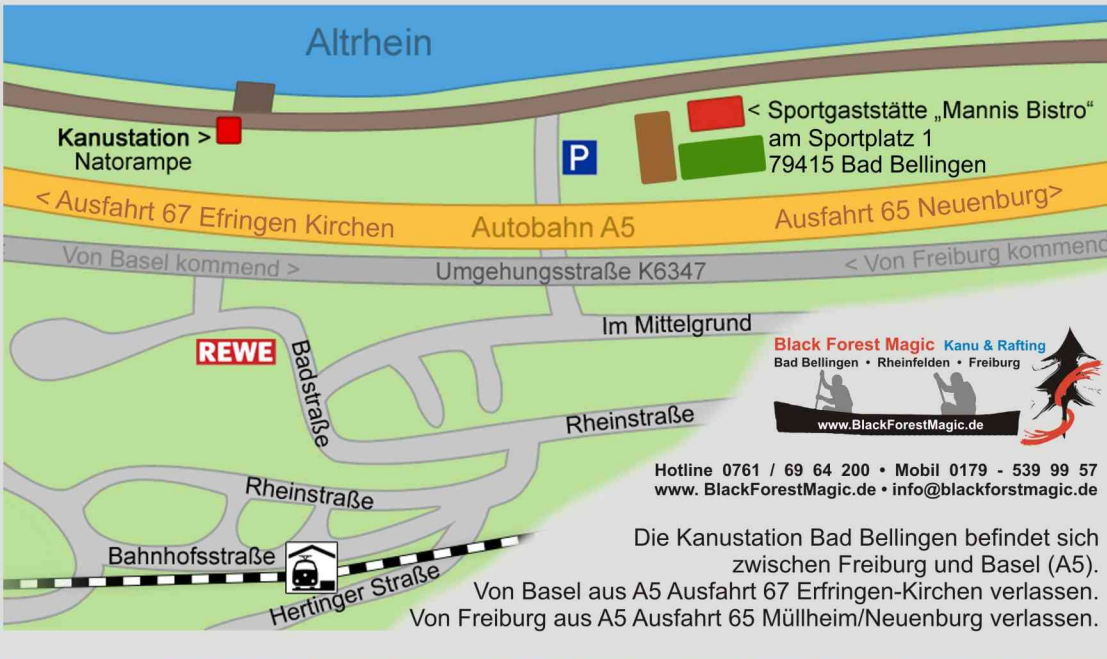 Altrhein
Kanustation >
Natorampe
P
< Sportgaststätte „Mannis Bistro“
am Sportplatz 1
79415 Bad Bellingen
< Ausfahrt 67 Efringen Kirchen
Autobahn A5
Ausfahrt 65 Neuenburg>
Von Basel kommend >
Umgehungsstraße K6347
< Von Freiburg kommend
Im Mittelgrund
REWE
Badstraße
Black Forest Magic Kanu & Rafting
Bad Bellingen • Rheinfelden • Freiburg
www.BlackForestMagic.de
Rheinstraße
Hotline 0761 / 69 64 200 • Mobil 0179 - 539 99 57
www. BlackForestMagic.de • info@blackforstmagic.de
Rheinstraße
Bahnhofsstraße
Hertinger Straße
Die Kanustation Bad Bellingen befindet sich
zwischen Freiburg und Basel (A5).
Von Basel aus A5 Ausfahrt 67 Erfringen-Kirchen verlassen.
Von Freiburg aus A5 Ausfahrt 65 Müllheim/Neuenburg verlassen.